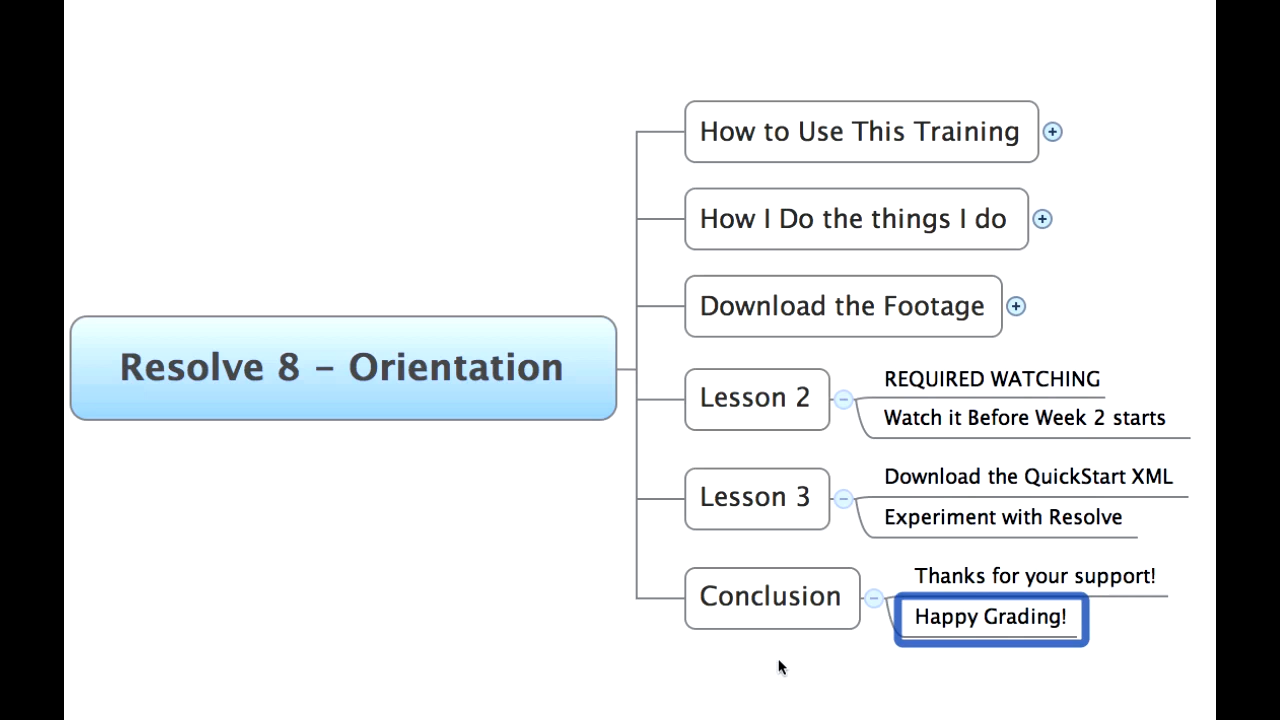 How to Use This Training
How I Do the things I do
Download the Footage
Resolve 8 – Orientation
Lesson 2
REQUIRED WATCHING
Watch it Before Week 2 starts
Lesson 3
Download the QuickStart XML
Experiment with Resolve
Conclusion
Thanks for your support!
Happy Grading!